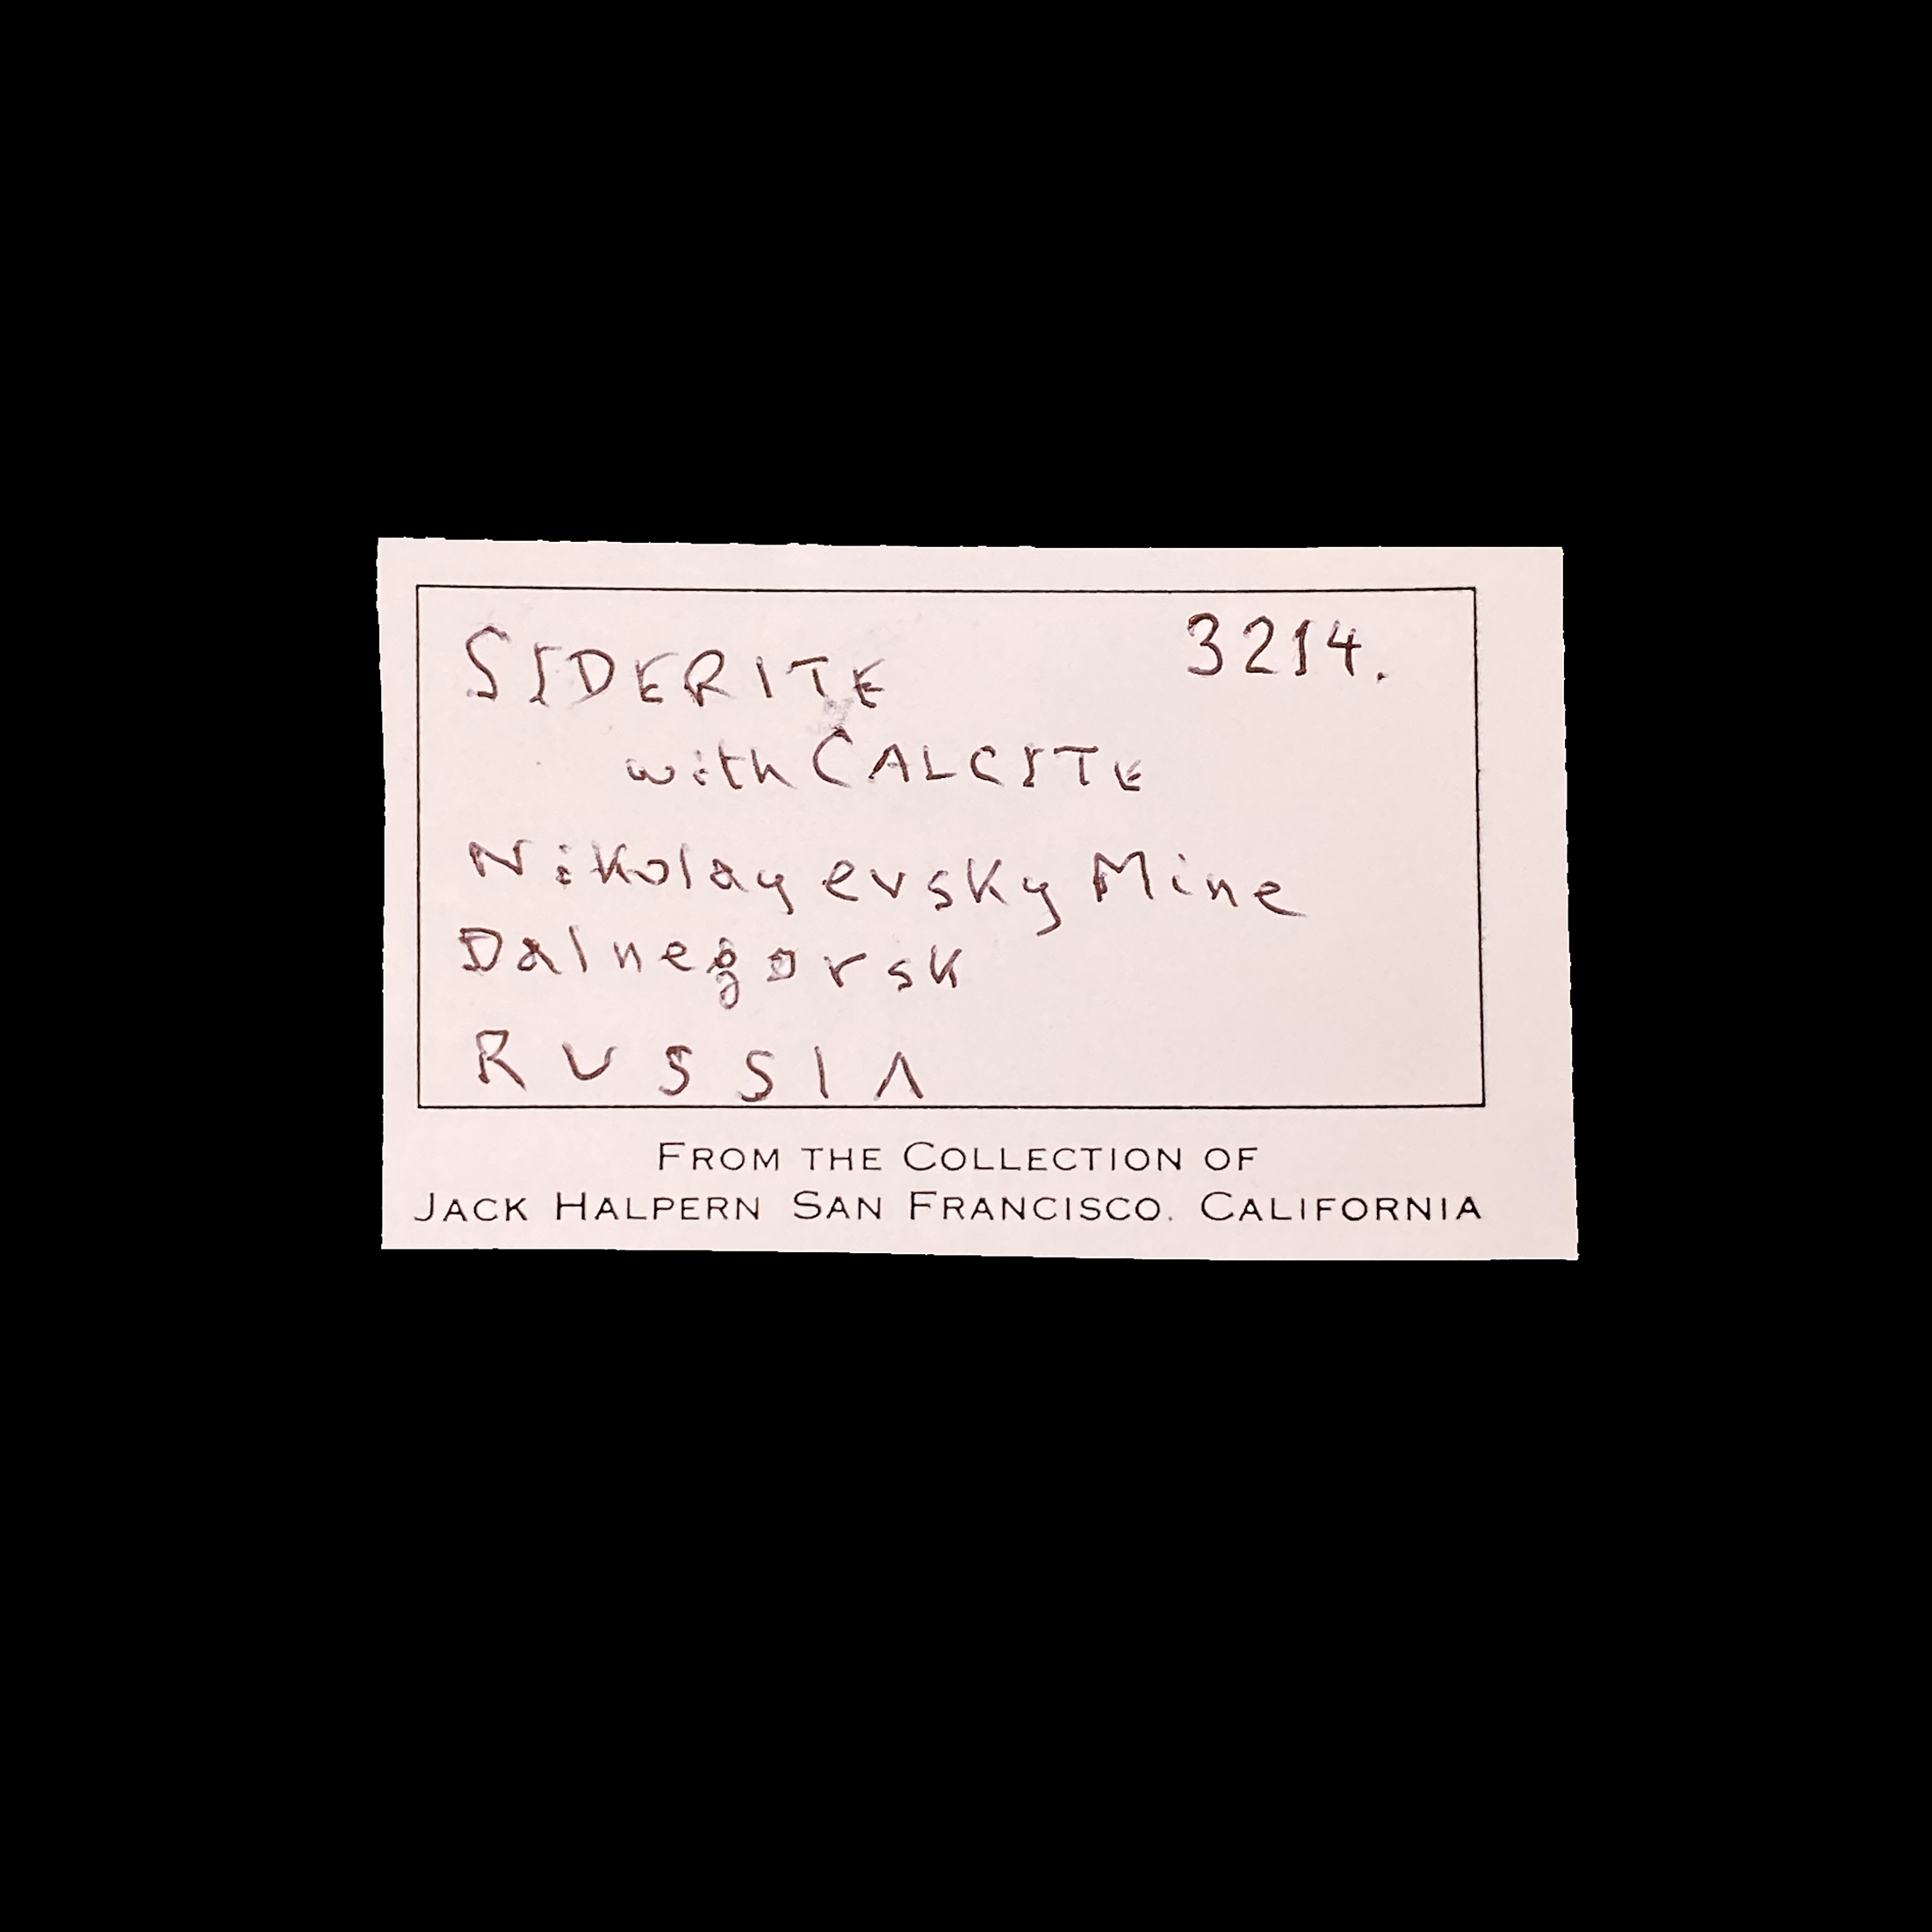 SIDERITE 3214.
with CALCITE
Nikolayevsky Mine
Dalnegorsk
RUSSIA
FROM THE COLLECTION OF
JACK HALPERN SAN FRANCISCO. CALIFORNIA